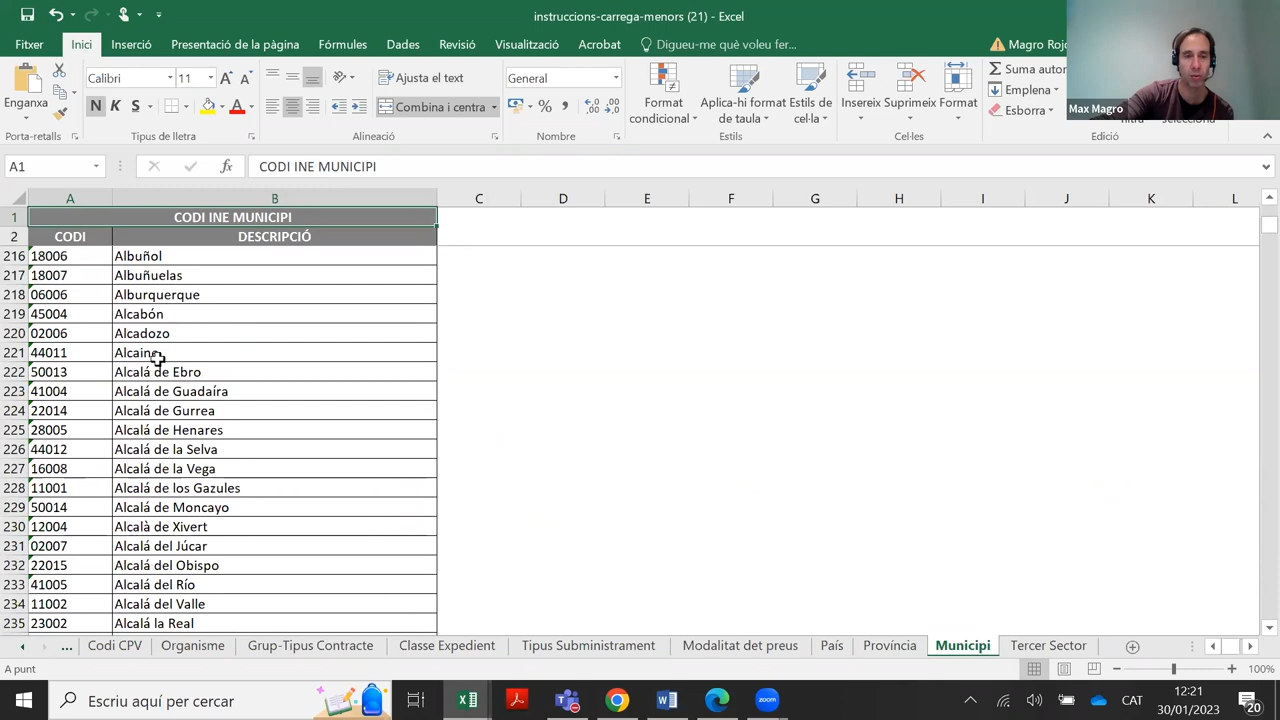 instruccions-carrega-menors (21) - Excel
Fitxer Inici Inserció Presentació de la pàgina Fórmules Dades Revisió Visualització Acrobat Digueu-me què voleu fer... Magro Rojo
Enganxa
Calibri 11
N K S
Ajusta el text
Combina i centra
General
Format condicional
Aplica-hi format de taula
Estils de cel·la
Insereix Suprimeix Format
Suma
Emplena
Esborra
Max Magro
Porta-retalls Tipus de lletra Alineació Nombre Estils Cel·les Edició
A1 fx CODI INE MUNICIPI
A B C D E F G H I J K L
1 CODI INE MUNICIPI
2 CODI DESCRIPCIÓ
216 18006 Albuñol
217 18007 Albuñuelas
218 06006 Alburquerque
219 45004 Alcabón
220 02006 Alcadozo
221 44011
222 50013 Alcalá de Ebro
223 41004 Alcalá de Guadaíra
224 22014 Alcalá de Gurrea
225 28005 Alcalá de Henares
226 44012 Alcalá de la Selva
227 16008 Alcalá de la Vega
228 11001 Alcalá de los Gazules
229 50014 Alcalá de Moncayo
230 12004 Alcalà de Xivert
231 02007 Alcalá del Júcar
232 22015 Alcalá del Obispo
233 41005 Alcalá del Río
234 11002 Alcalá del Valle
235 23002 Alcalá la Real
... Codi CPV Organisme Grup-Tipus Contracte Classe Expedient Tipus Subministrament Modalitat det preus País Província Municipi Tercer Sector
A punt 100%
Escriu aquí per cercar
zoom
CAT
12:21
30/01/2023
20